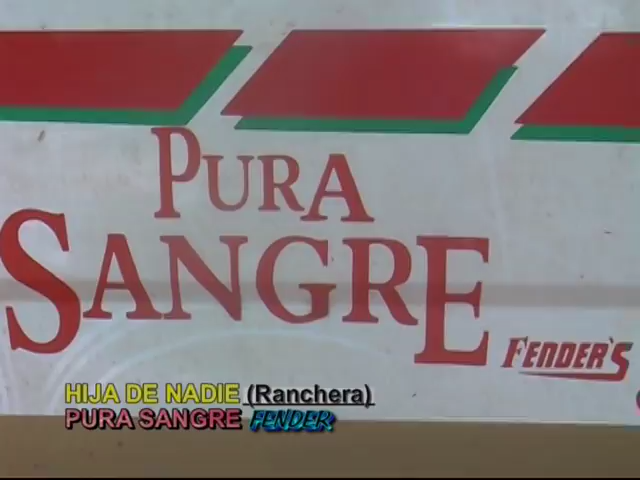 PURA
SANGRE
FENDER'S
HIJA DE NADIE (Ranchera)
PURA SANGRE FENDER